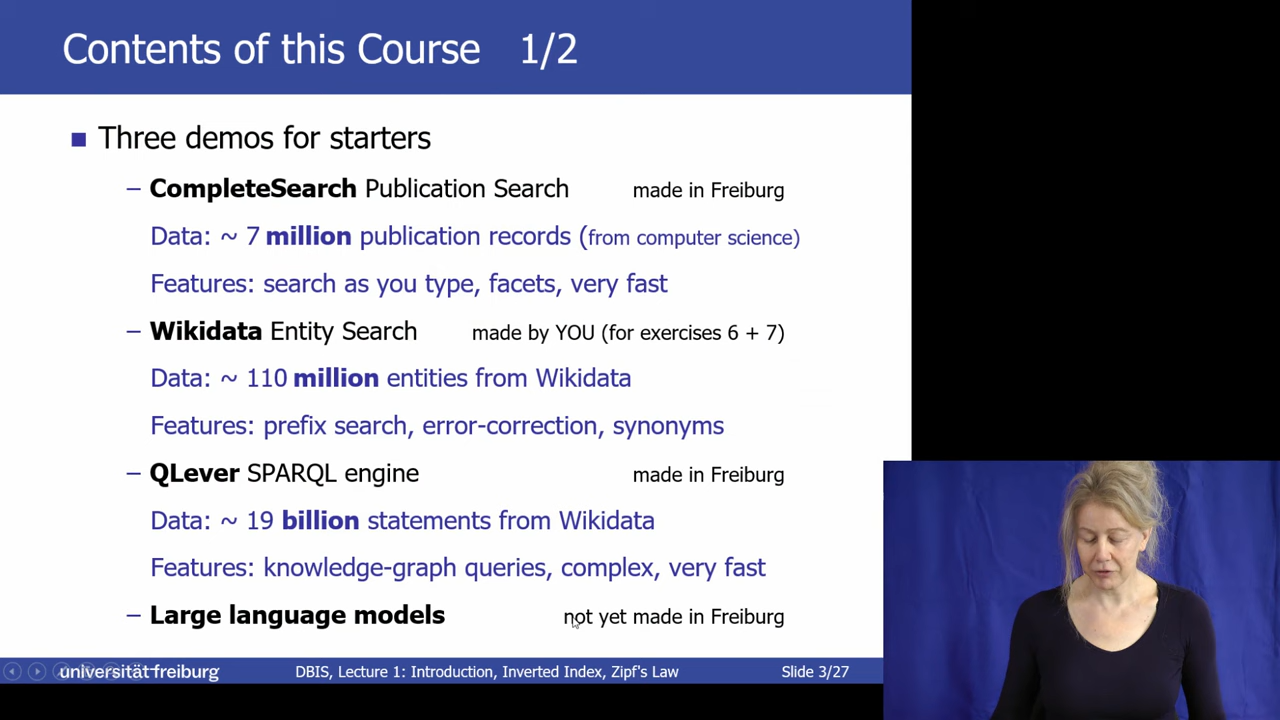 Contents of this Course 1/2
Three demos for starters
– CompleteSearch Publication Search made in Freiburg
Data: ~ 7 million publication records (from computer science)
Features: search as you type, facets, very fast
– Wikidata Entity Search made by YOU (for exercises 6 + 7)
Data: ~ 110 million entities from Wikidata
Features: prefix search, error-correction, synonyms
– QLever SPARQL engine made in Freiburg
Data: ~ 19 billion statements from Wikidata
Features: knowledge-graph queries, complex, very fast
– Large language models not yet made in Freiburg
universität freiburg DBIS, Lecture 1: Introduction, Inverted Index, Zipf's Law Slide 3/27